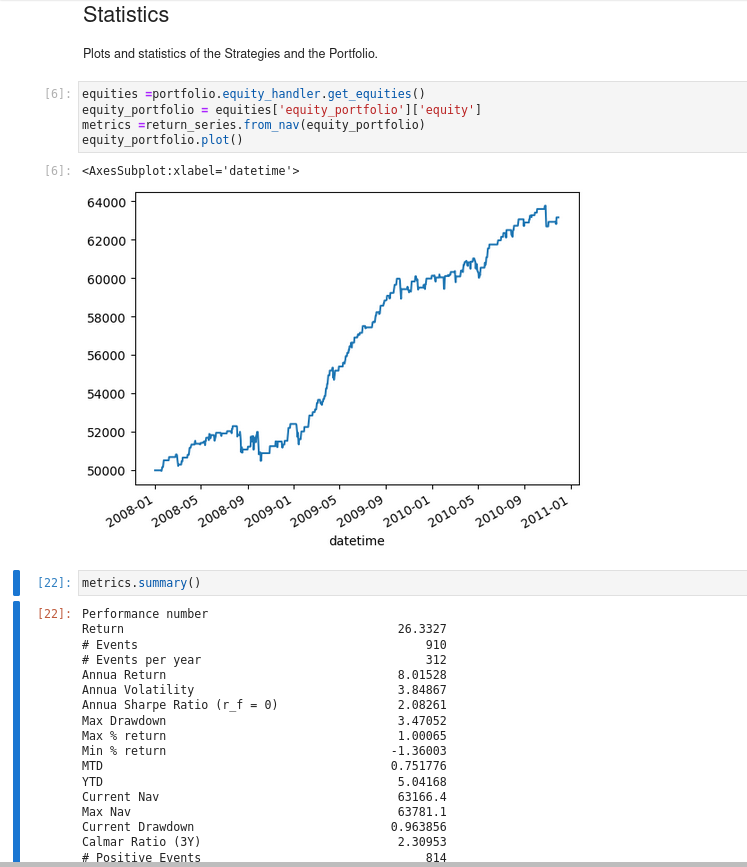 Statistics
Plots and statistics of the Strategies and the Portfolio.
[6]: equities =portfolio.equity_handler.get_equities()
equity_portfolio = equities['equity_portfolio']['equity']
metrics =return_series.from_nav(equity_portfolio)
equity_portfolio.plot()
[6]: <AxesSubplot:xlabel='datetime'>
64000
62000
60000
58000
56000
54000
52000
50000
2008-01 2008-05 2008-09 2009-01 2009-05 2009-09 2010-01 2010-05 2010-09 2011-01
datetime
[22]: metrics.summary()
[22]: Performance number
Return 26.3327
# Events 910
# Events per year 312
Annua Return 8.01528
Annua Volatility 3.84867
Annua Sharpe Ratio (r_f = 0) 2.08261
Max Drawdown 3.47052
Max % return 1.00065
Min % return -1.36003
MTD 0.751776
YTD 5.04168
Current Nav 63166.4
Max Nav 63781.1
Current Drawdown 0.963856
Calmar Ratio (3Y) 2.30953
# Positive Events 814